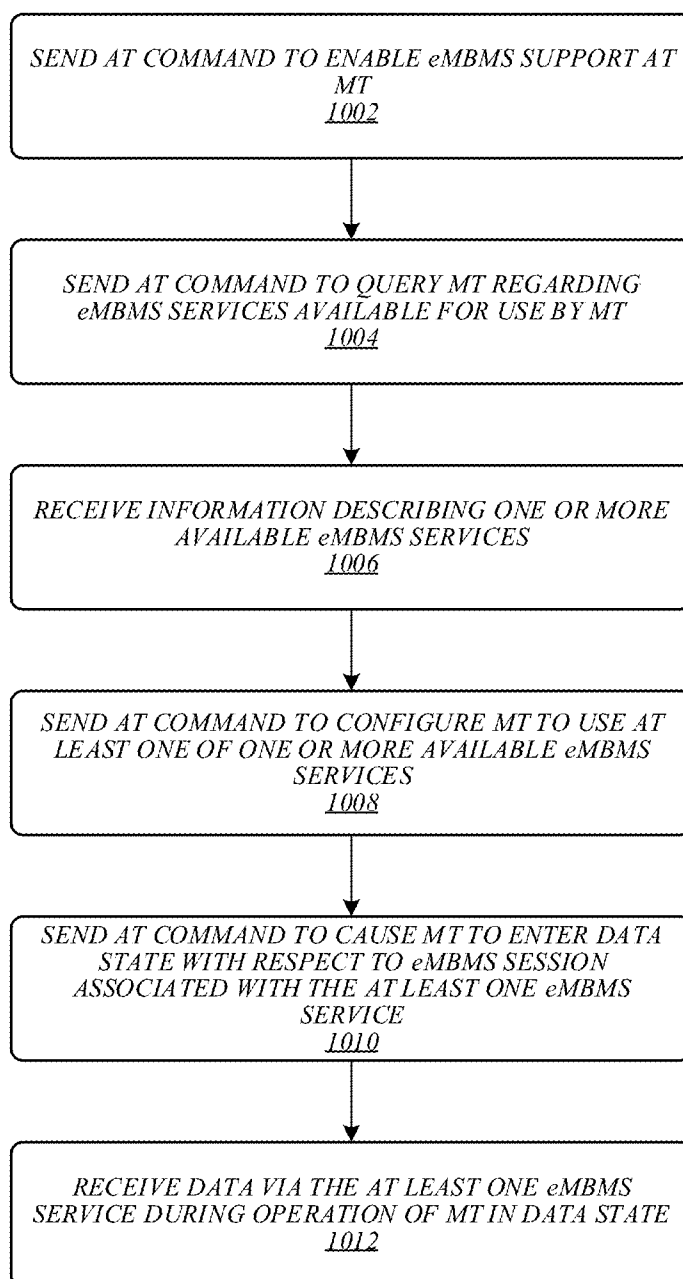 SEND AT COMMAND TO ENABLE eMBMS SUPPORT AT
MT
1002
SEND AT COMMAND TO QUERY MT REGARDING
eMBMS SERVICES AVAILABLE FOR USE BY MT
1004
RECEIVE INFORMATION DESCRIBING ONE OR MORE
AVAILABLE eMBMS SERVICES
1006
SEND AT COMMAND TO CONFIGURE MT TO USE AT
LEAST ONE OF ONE OR MORE AVAILABLE eMBMS
SERVICES
1008
SEND AT COMMAND TO CAUSE MT TO ENTER DATA
STATE WITH RESPECT TO eMBMS SESSION
ASSOCIATED WITH THE AT LEAST ONE eMBMS
SERVICE
1010
RECEIVE DATA VIA THE AT LEAST ONE eMBMS
SERVICE DURING OPERATION OF MT IN DATA STATE
1012